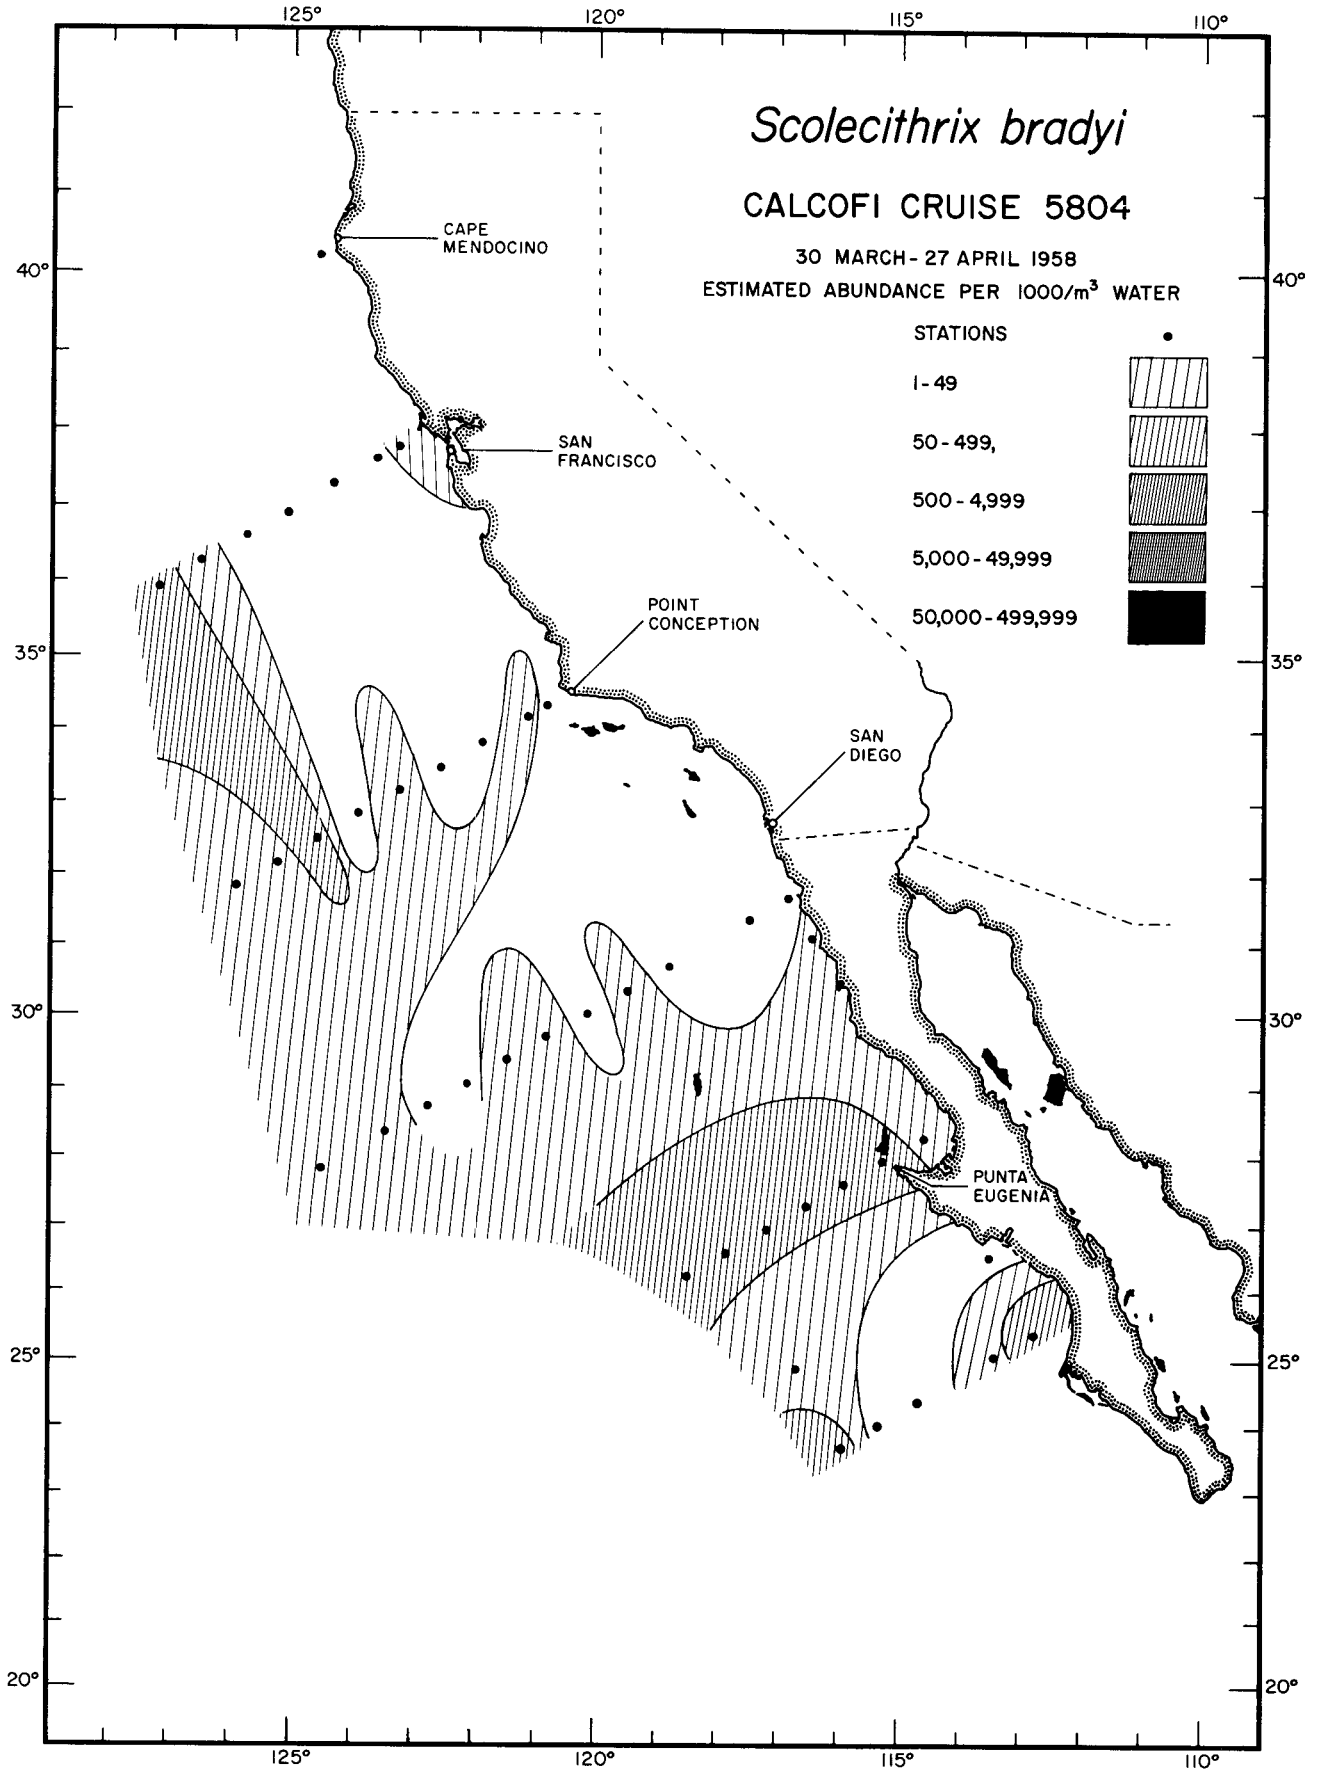 125° 120° 115° 110°
Scolecithrix bradyi
CALCOFI CRUISE 5804
30 MARCH - 27 APRIL 1958
ESTIMATED ABUNDANCE PER 1000/m³ WATER
STATIONS
1 - 49
50 - 499,
500 - 4,999
5,000 - 49,999
50,000 - 499,999
CAPE
MENDOCINO
40° 40°
SAN
FRANCISCO
POINT
CONCEPTION
35° 35°
SAN
DIEGO
30° 30°
PUNTA
EUGENIA
25° 25°
20° 20°
125° 120° 115° 110°